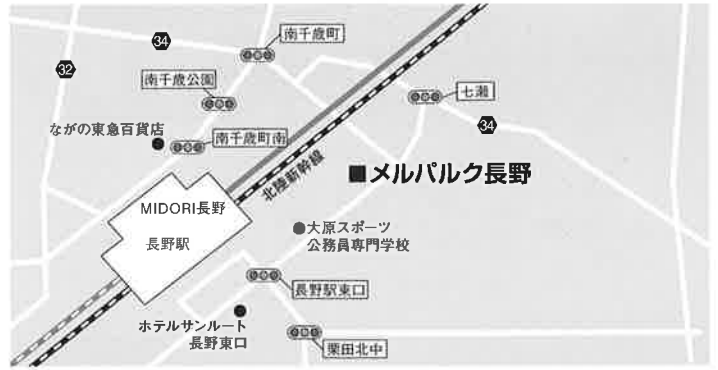 南千歳町
34
32
南千歳公園
七瀬
ながの東急百貨店
南千歳町南
34
北陸新幹線
■メルパルク長野
MIDORI長野
長野駅
●大原スポーツ
公務員専門学校
長野駅東口
ホテルサンルート
長野東口
栗田北中